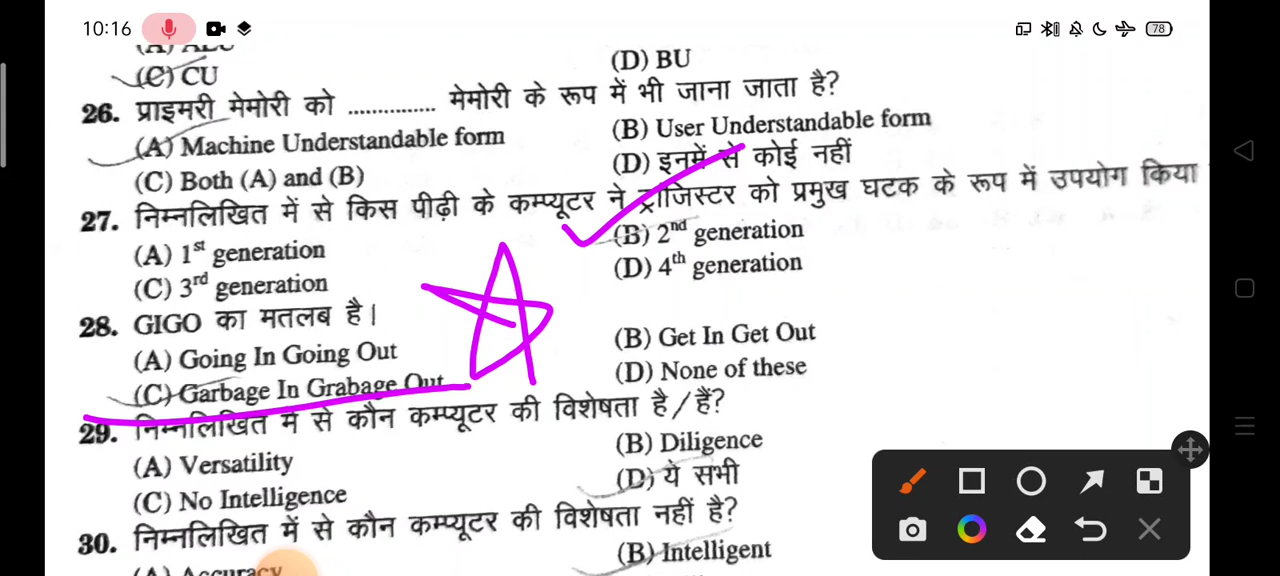 10:16
78
(A) ALU
(C) CU
(D) BU
26. प्राइमरी मेमोरी को ............... मेमोरी के रूप में भी जाना जाता है?
(A) Machine Understandable form
(B) User Understandable form
(C) Both (A) and (B)
(D) इनमें से कोई नहीं
27. निम्नलिखित में से किस पीढ़ी के कम्प्यूटर ने ट्रांजिस्टर को प्रमुख घटक के रूप में उपयोग किया
(A) 1st generation
(B) 2nd generation
(C) 3rd generation
(D) 4th generation
28. GIGO का मतलब है।
(A) Going In Going Out
(B) Get In Get Out
(C) Garbage In Grabage Out
(D) None of these
29. निम्नलिखित में से कौन कम्प्यूटर की विशेषता है/हैं?
(A) Versatility
(B) Diligence
(C) No Intelligence
(D) ये सभी
30. निम्नलिखित में से कौन कम्प्यूटर की विशेषता नहीं है?
(A) Accuracy
(B) Intelligent